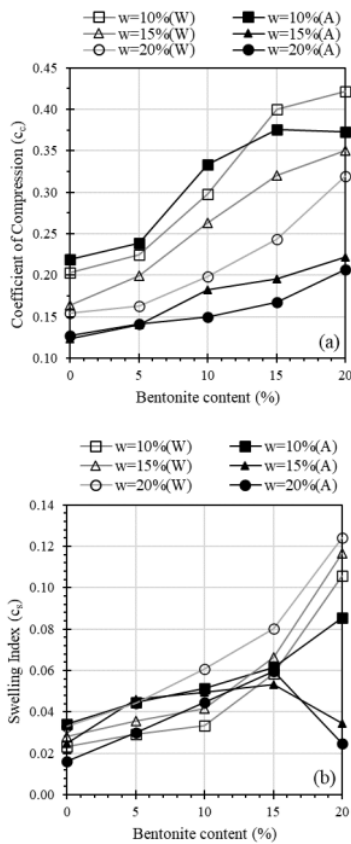 w=10%(W) w=10%(A)
w=15%(W) w=15%(A)
w=20%(W) w=20%(A)
0.45
0.40
0.35
0.30
0.25
0.20
0.15
0.10
Coefficient of Compression (cc)
(a)
0 5 10 15 20
Bentonite content (%)
w=10%(W) w=10%(A)
w=15%(W) w=15%(A)
w=20%(W) w=20%(A)
0.14
0.12
0.10
0.08
0.06
0.04
0.02
0.00
Swelling Index (cs)
(b)
0 5 10 15 20
Bentonite content (%)